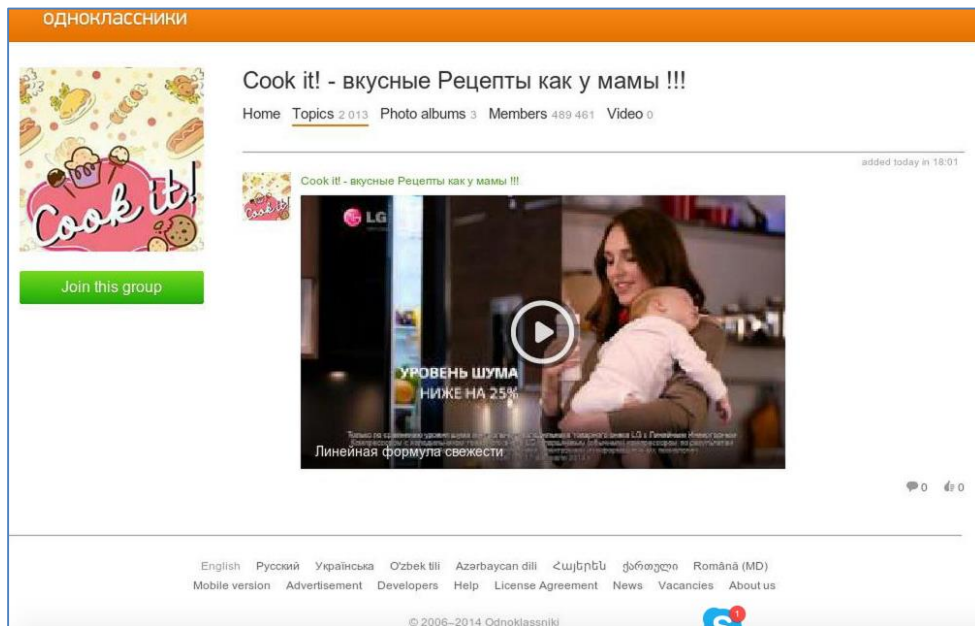 одноклассники
Cook it! - вкусные Рецепты как у мамы !!!
Home Topics 2 013 Photo albums 3 Members 489 461 Video 0
added today in 18:01
Cook it!
Join this group
Cook it! - вкусные Рецепты как у мамы !!!
Cook it!
LG
УРОВЕНЬ ШУМА
НИЖЕ НА 25%
Линейная формула свежести
0 0
English Русский Українська O'zbek tili Azərbaycan dili Հայերեն ქართული Română (MD)
Mobile version Advertisement Developers Help License Agreement News Vacancies About us
© 2006–2014 Odnoklassniki
S 1